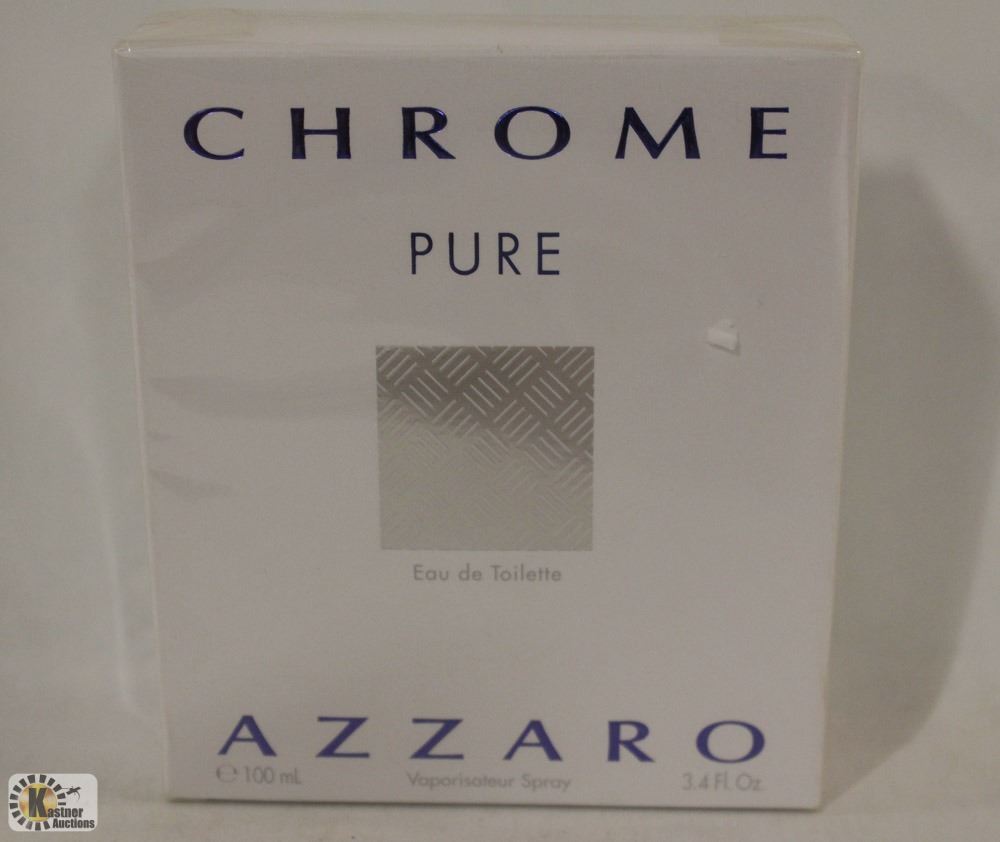 CHROME
PURE
Eau de Toilette
AZZARO
℮ 100 mL Vaporisateur Spray 3.4 Fl. Oz.
Kastner
Auctions